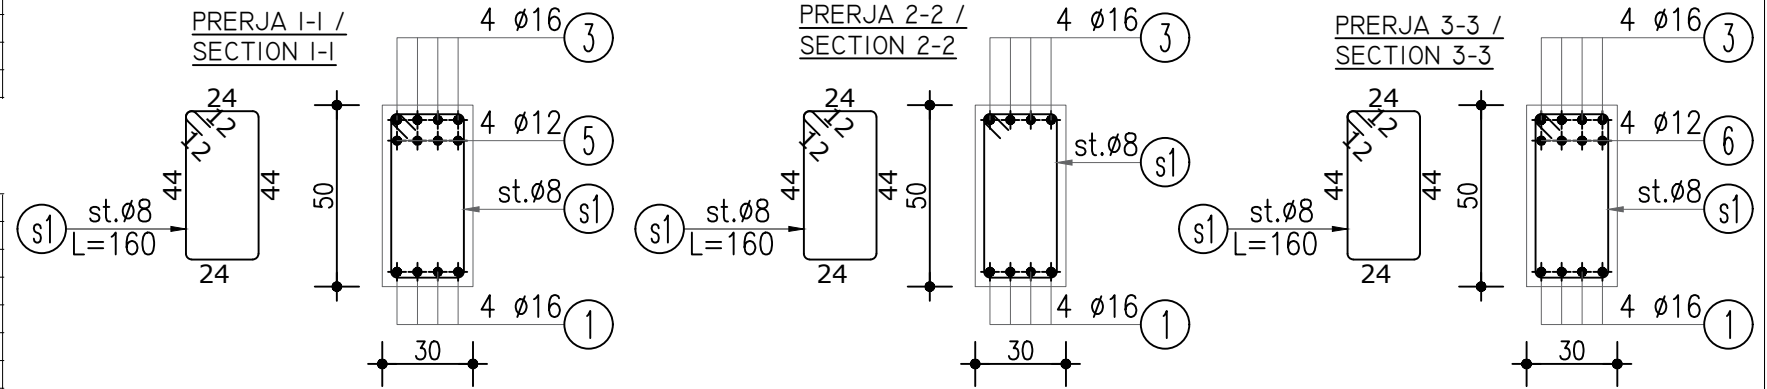 PRERJA 1-1 /
SECTION 1-1
4 ø16
3
24
12
12
44
44
24
s1
st.ø8
L=160
50
4 ø12
5
st.ø8
s1
4 ø16
1
30
PRERJA 2-2 /
SECTION 2-2
4 ø16
3
24
12
12
44
44
24
s1
st.ø8
L=160
50
st.ø8
s1
4 ø16
1
30
PRERJA 3-3 /
SECTION 3-3
4 ø16
3
24
12
12
44
44
24
s1
st.ø8
L=160
50
4 ø12
6
st.ø8
s1
4 ø16
1
30